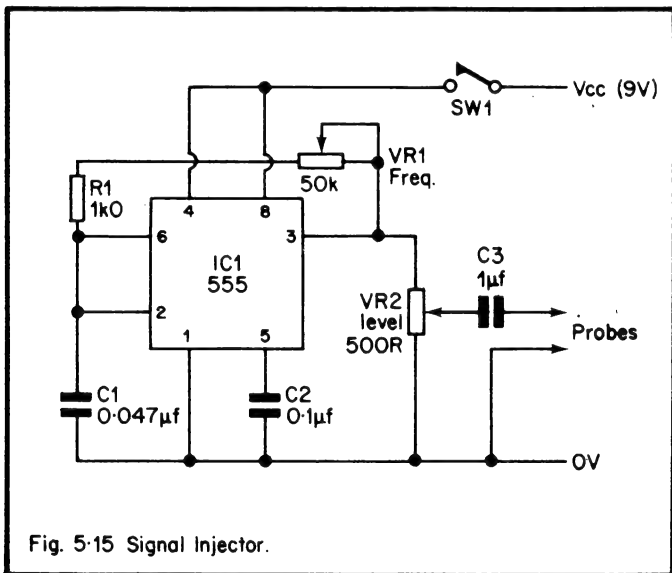 Vcc (9V)
SW1
VR1
Freq.
50k
R1
1k0
4
8
6
3
IC1
555
2
1
5
C3
1µf
VR2
level
500R
Probes
C1
0·047µf
C2
0·1µf
0V
Fig. 5·15 Signal Injector.